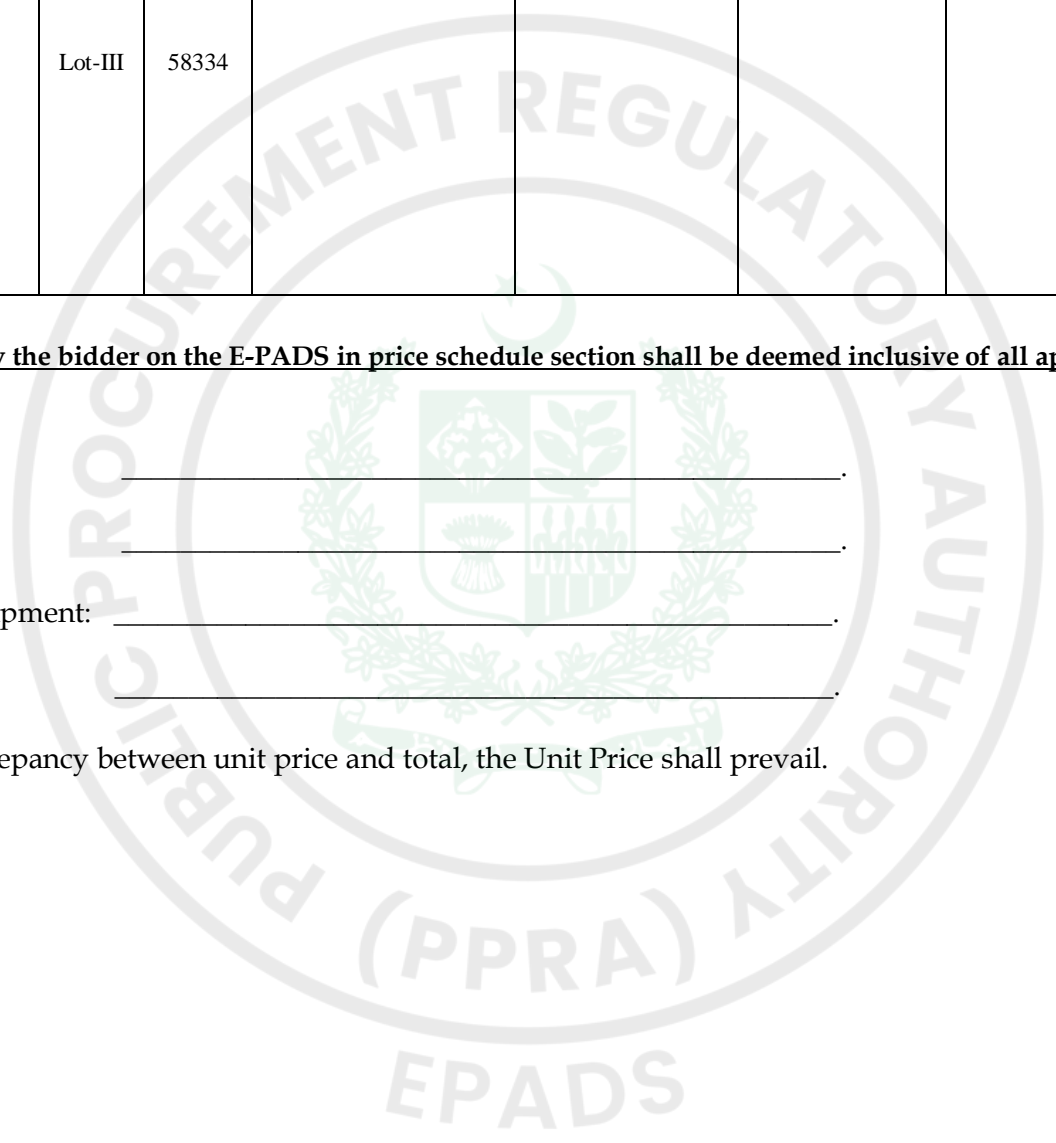 Lot-III 58334
the bidder on the E-PADS in price schedule section shall be deemed inclusive of all
.
.
pment: .
.
epancy between unit price and total, the Unit Price shall prevail.
PUBLIC PROCUREMENT REGULATORY AUTHORITY
(PPRA)
EPADS